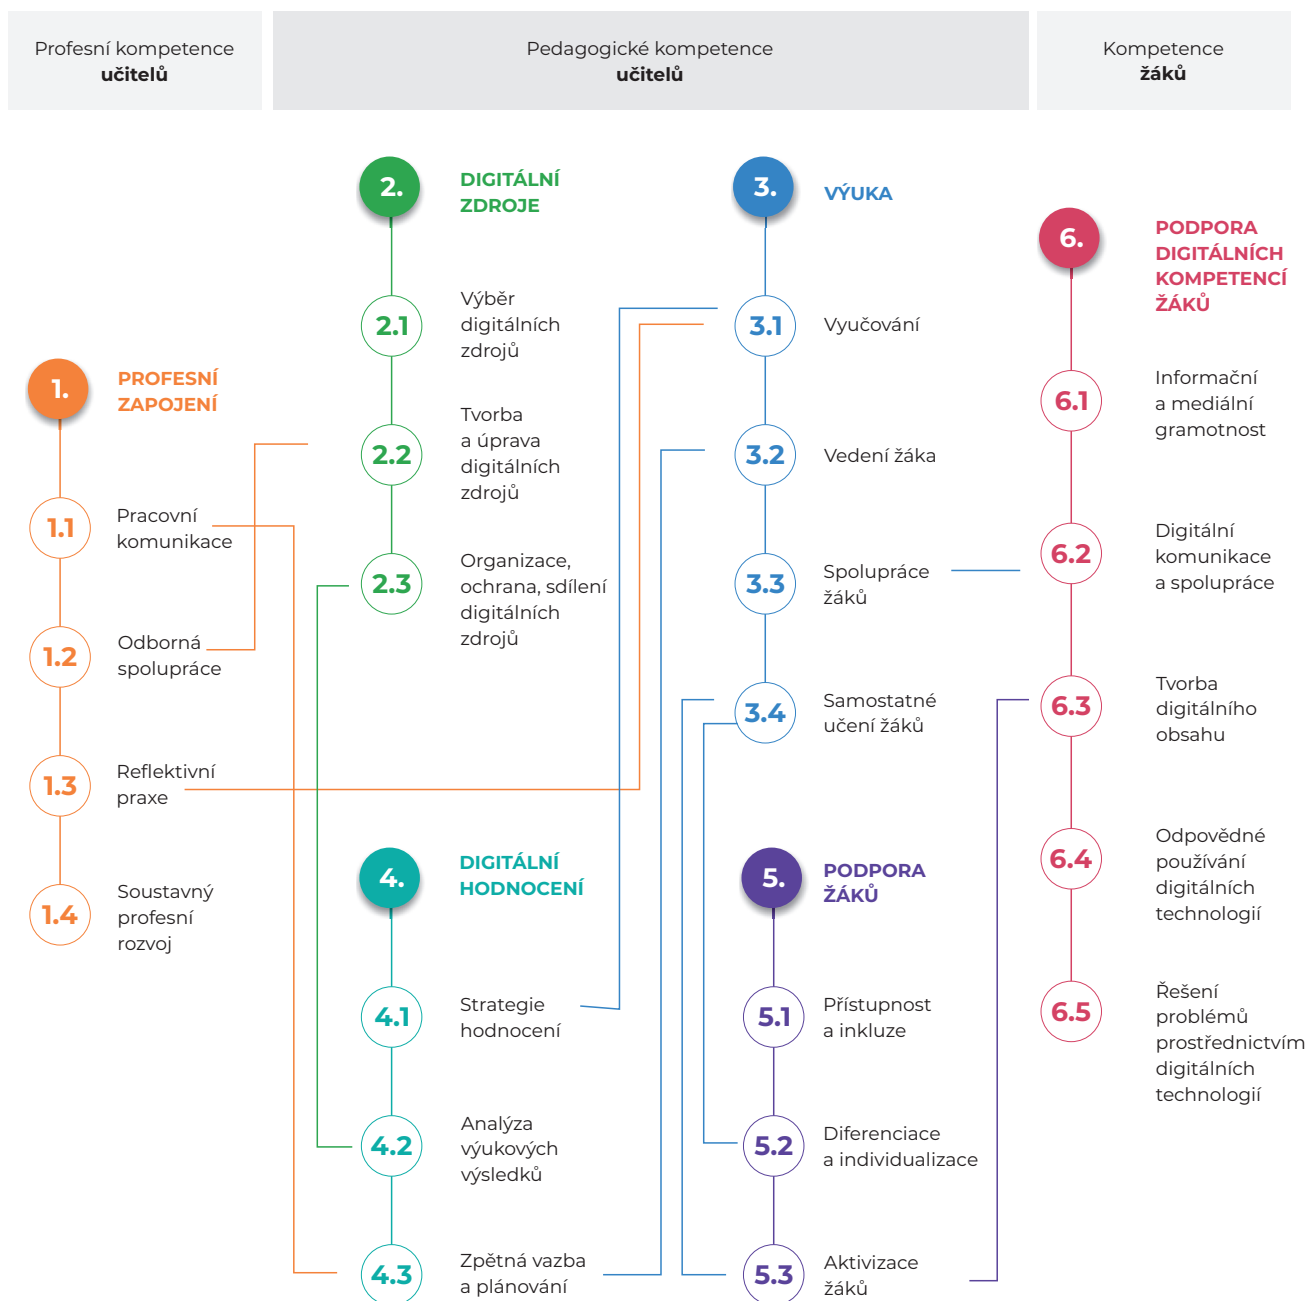 Profesní kompetence
učitelů
Pedagogické kompetence
učitelů
Kompetence
žáků
1.
PROFESNÍ
ZAPOJENÍ
1.1
Pracovní
komunikace
1.2
Odborná
spolupráce
1.3
Reflektivní
praxe
1.4
Soustavný
profesní
rozvoj
2.
DIGITÁLNÍ
ZDROJE
2.1
Výběr
digitálních
zdrojů
2.2
Tvorba
a úprava
digitálních
zdrojů
2.3
Organizace,
ochrana, sdílení
digitálních
zdrojů
3.
VÝUKA
3.1
Vyučování
3.2
Vedení žáka
3.3
Spolupráce
žáků
3.4
Samostatné
učení žáků
4.
DIGITÁLNÍ
HODNOCENÍ
4.1
Strategie
hodnocení
4.2
Analýza
výukových
výsledků
4.3
Zpětná vazba
a plánování
5.
PODPORA
ŽÁKŮ
5.1
Přístupnost
a inkluze
5.2
Diferenciace
a individualizace
5.3
Aktivizace
žáků
6.
PODPORA
DIGITÁLNÍCH
KOMPETENCÍ
ŽÁKŮ
6.1
Informační
a mediální
gramotnost
6.2
Digitální
komunikace
a spolupráce
6.3
Tvorba
digitálního
obsahu
6.4
Odpovědné
používání
digitálních
technologií
6.5
Řešení
problémů
prostřednictvím
digitálních
technologií